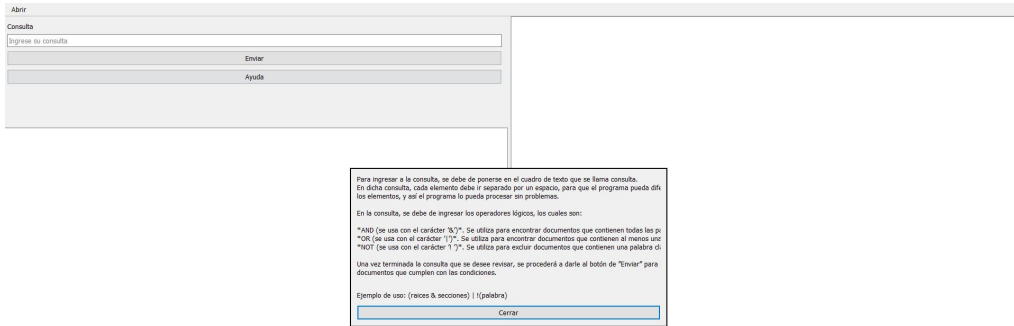 Abrir
Consulta
Ingrese su consulta
Enviar
Ayuda
Para ingresar a la consulta, se debe de ponerse en el cuadro de texto que se llama consulta.
En dicha consulta, cada elemento debe ir separado por un espacio, para que el programa pueda dife
los elementos, y así el programa lo pueda procesar sin problemas.
En la consulta, se debe de ingresar los operadores lógicos, los cuales son:
*AND (se usa con el carácter '&')*. Se utiliza para encontrar documentos que contienen todas las pa
*OR (se usa con el carácter '|')*. Se utiliza para encontrar documentos que contienen al menos una
*NOT (se usa con el carácter '! ')*. Se utiliza para excluir documentos que contienen una palabra cla
Una vez terminada la consulta que se desee revisar, se procederá a darle al botón de "Enviar" para
documentos que cumplen con las condiciones.
Ejemplo de uso: (raices & secciones) | !(palabra)
Cerrar